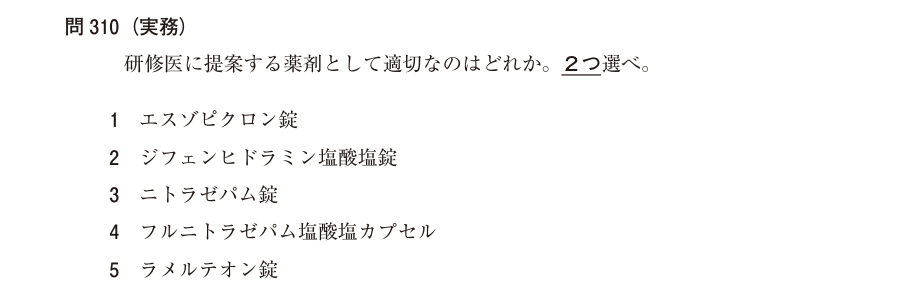 問 310（実務）
研修医に提案する薬剤として適切なのはどれか。２つ選べ。
1 エスゾピクロン錠
2 ジフェンヒドラミン塩酸塩錠
3 ニトラゼパム錠
4 フルニトラゼパム塩酸塩カプセル
5 ラメルテオン錠